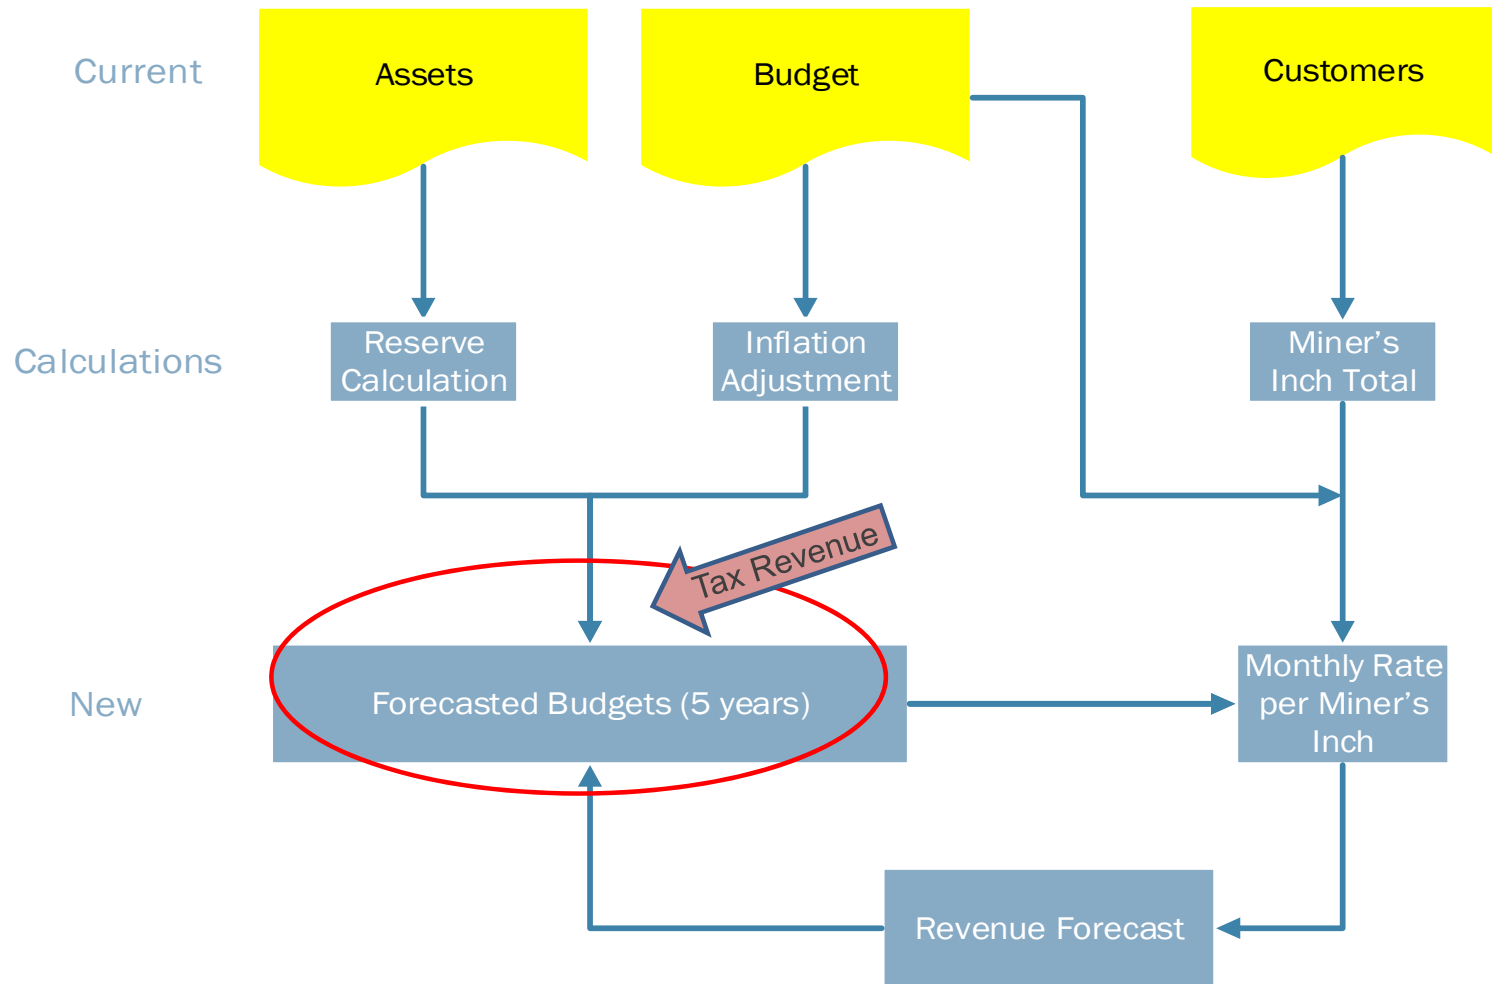 Current
Assets
Budget
Customers
Calculations
Reserve
Calculation
Inflation
Adjustment
Miner’s
Inch Total
Tax Revenue
New
Forecasted Budgets (5 years)
Monthly Rate
per Miner’s
Inch
Revenue Forecast